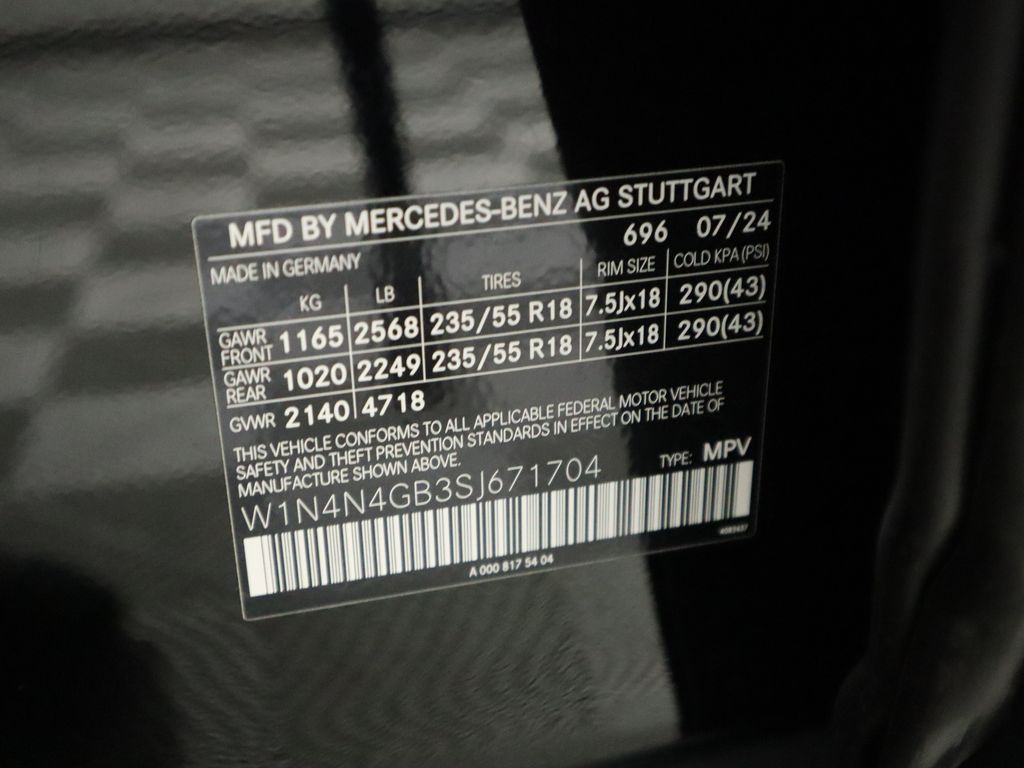 MFD BY MERCEDES-BENZ AG STUTTGART
696 07/24
MADE IN GERMANY
KG LB TIRES RIM SIZE COLD KPA (PSI)
GAWR FRONT 1165 2568 235/55 R18 7.5Jx18 290(43)
GAWR REAR 1020 2249 235/55 R18 7.5Jx18 290(43)
GVWR 2140 4718
THIS VEHICLE CONFORMS TO ALL APPLICABLE FEDERAL MOTOR VEHICLE
SAFETY AND THEFT PREVENTION STANDARDS IN EFFECT ON THE DATE OF
MANUFACTURE SHOWN ABOVE.
TYPE: MPV
W1N4N4GB3SJ671704
A 000 817 54 04